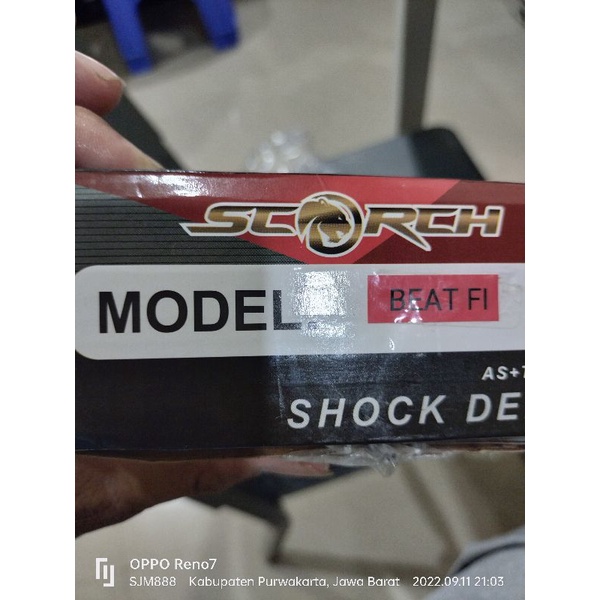 SCORCH
MODEL: BEAT FI
AS+
SHOCK DE
OPPO Reno7
SJM888 Kabupaten Purwakarta, Jawa Barat 2022.09.11 21:03